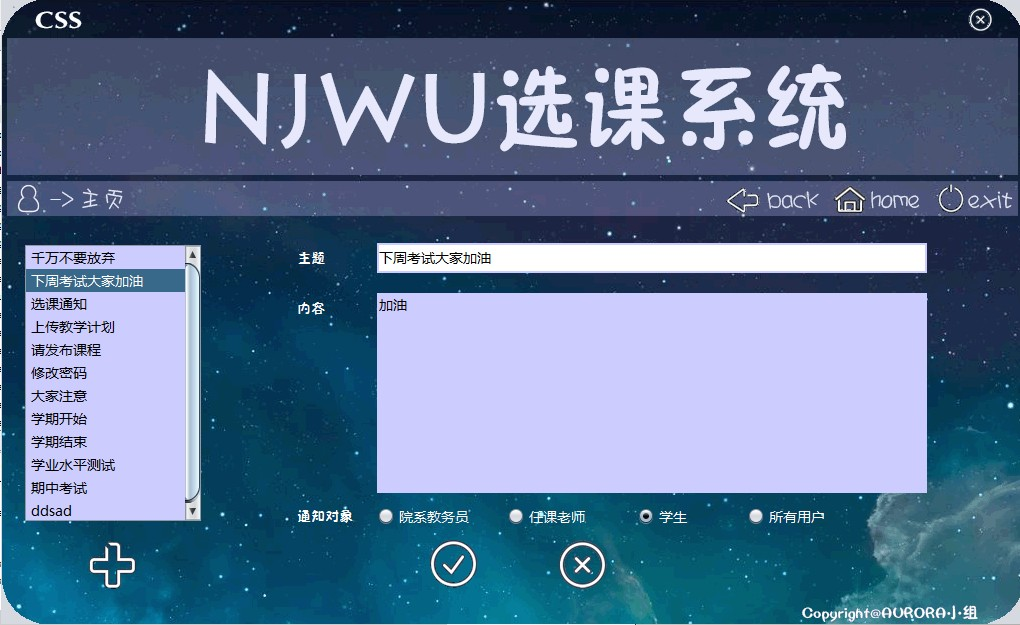 CSS
NJWU选课系统
-> 主页
back
home
exit
千万不要放弃
下周考试大家加油
选课通知
上传教学计划
请发布课程
修改密码
大家注意
学期开始
学期结束
学业水平测试
期中考试
ddsad
主题
下周考试大家加油
内容
加油
通知对象
院系教务员
任课老师
学生
所有用户
Copyright@AURORA小组